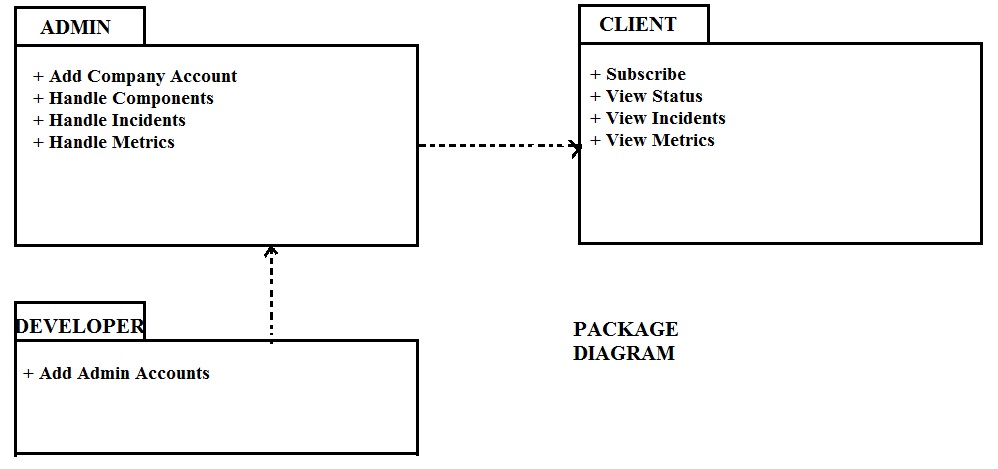 ADMIN
+ Add Company Account
+ Handle Components
+ Handle Incidents
+ Handle Metrics
CLIENT
+ Subscribe
+ View Status
+ View Incidents
+ View Metrics
DEVELOPER
+ Add Admin Accounts
PACKAGE
DIAGRAM